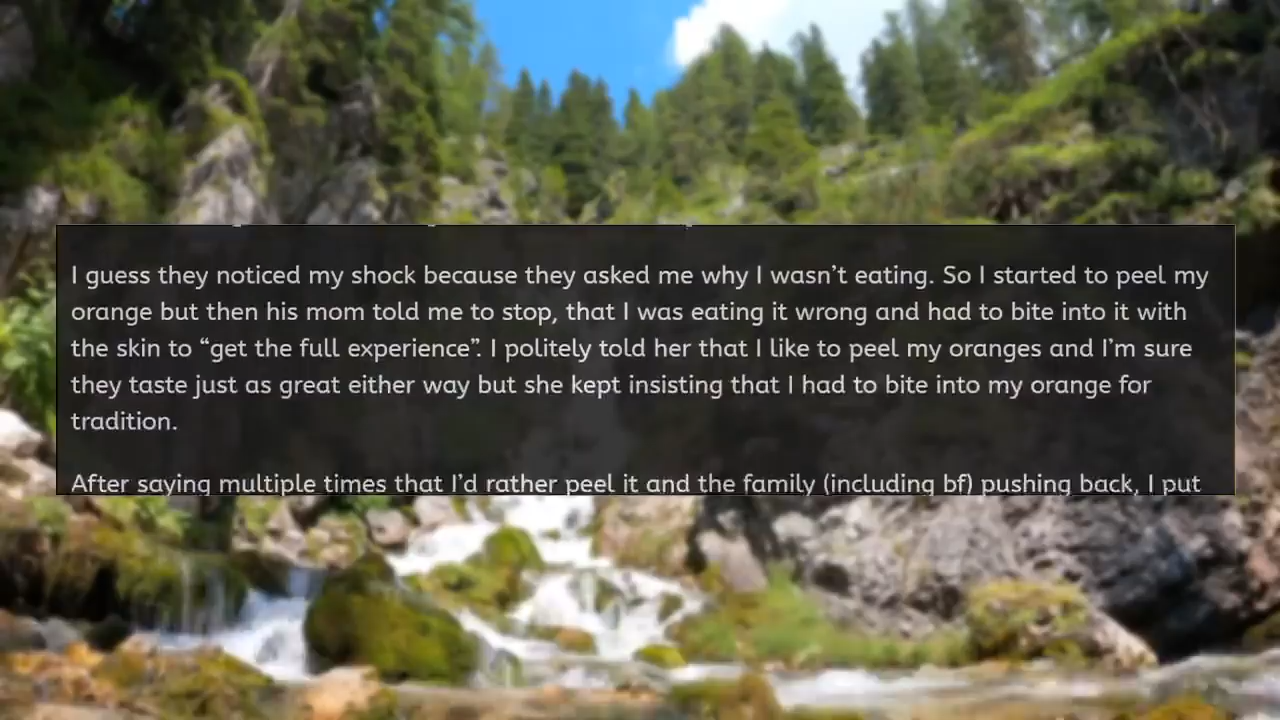 I guess they noticed my shock because they asked me why I wasn’t eating. So I started to peel my
orange but then his mom told me to stop, that I was eating it wrong and had to bite into it with
the skin to “get the full experience”. I politely told her that I like to peel my oranges and I’m sure
they taste just as great either way but she kept insisting that I had to bite into my orange for
tradition.
After saying multiple times that I’d rather peel it and the family (including bf) pushing back, I put